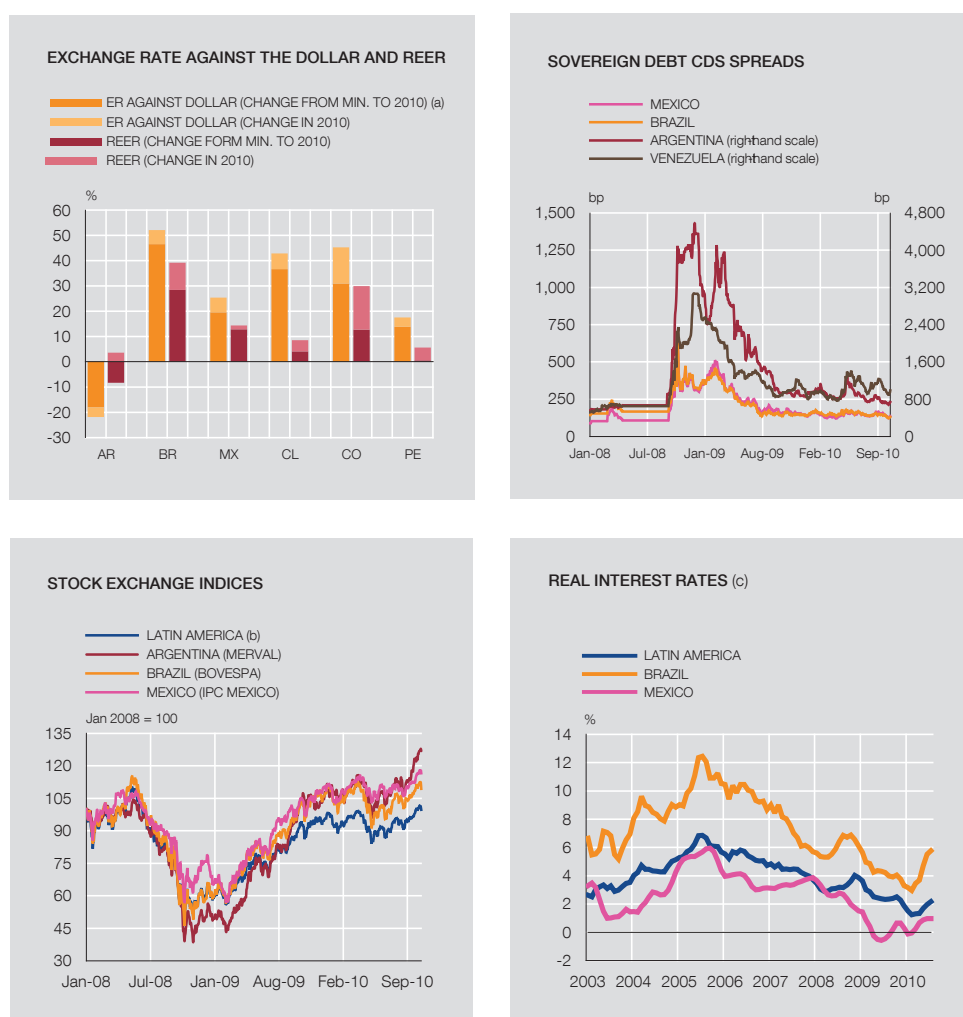 EXCHANGE RATE AGAINST THE DOLLAR AND REER
ER AGAINST DOLLAR (CHANGE FROM MIN. TO 2010) (a)
ER AGAINST DOLLAR (CHANGE IN 2010)
REER (CHANGE FORM MIN. TO 2010)
REER (CHANGE IN 2010)
%
60
50
40
30
20
10
0
-10
-20
-30
AR BR MX CL CO PE
SOVEREIGN DEBT CDS SPREADS
MEXICO
BRAZIL
ARGENTINA (right-hand scale)
VENEZUELA (right-hand scale)
bp bp
1,500 4,800
1,250 4,000
1,000 3,200
750 2,400
500 1,600
250 800
0 0
Jan-08 Jul-08 Jan-09 Aug-09 Feb-10 Sep-10
STOCK EXCHANGE INDICES
LATIN AMERICA (b)
ARGENTINA (MERVAL)
BRAZIL (BOVESPA)
MEXICO (IPC MEXICO)
Jan 2008 = 100
135
120
105
90
75
60
45
30
Jan-08 Jul-08 Jan-09 Aug-09 Feb-10 Sep-10
REAL INTEREST RATES (c)
LATIN AMERICA
BRAZIL
MEXICO
%
14
12
10
8
6
4
2
0
-2
2003 2004 2005 2006 2007 2008 2009 2010